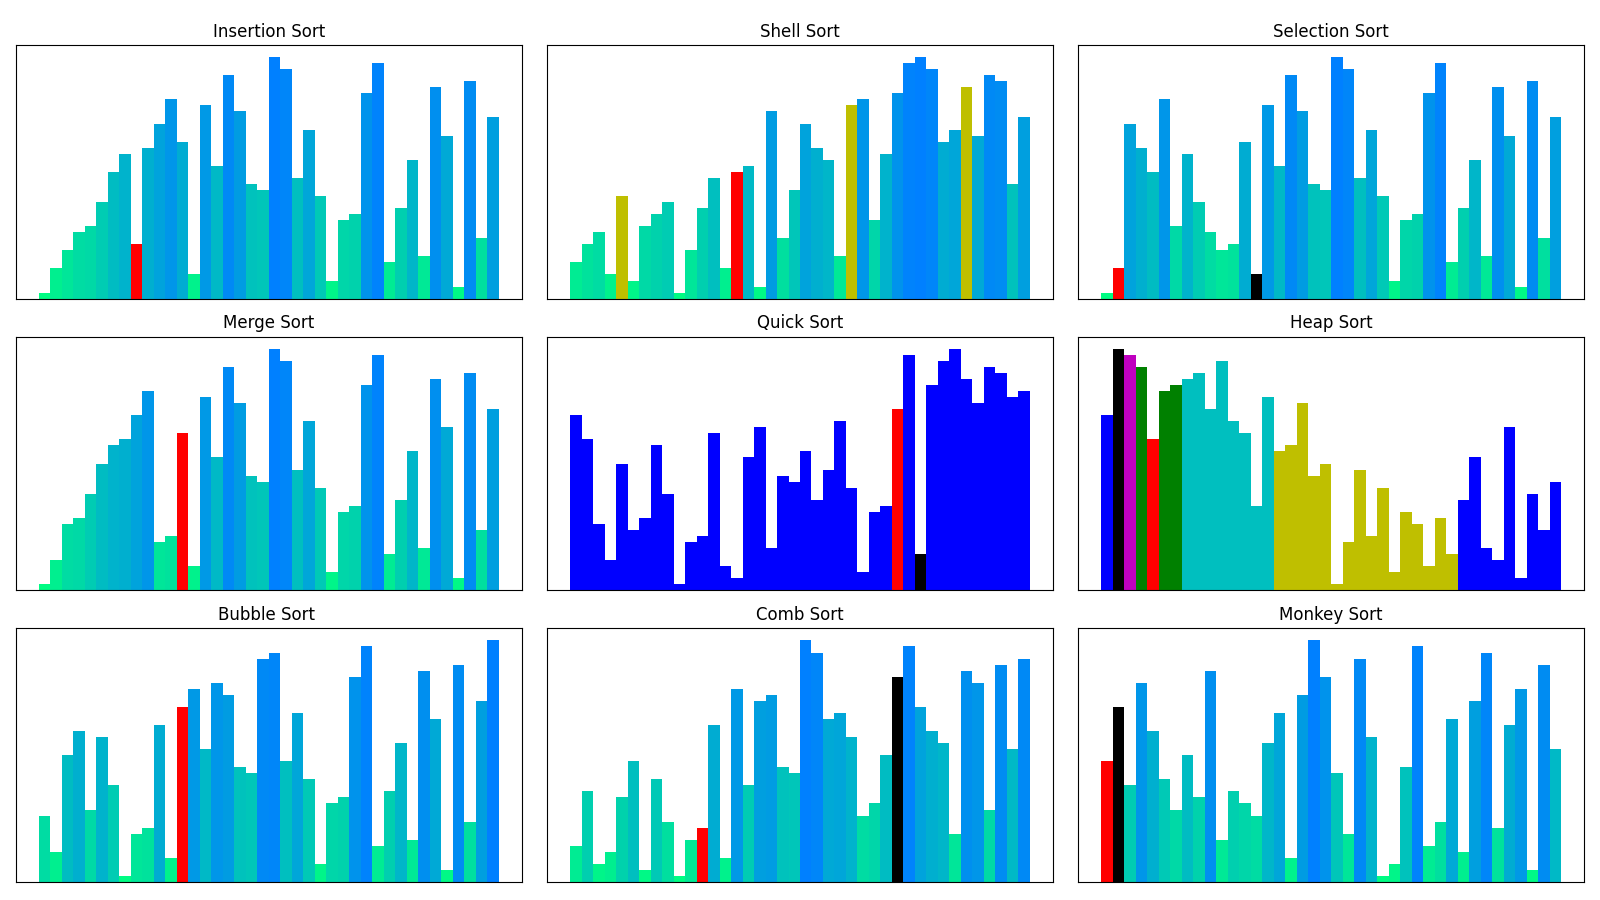 Insertion Sort
Shell Sort
Selection Sort
Merge Sort
Quick Sort
Heap Sort
Bubble Sort
Comb Sort
Monkey Sort